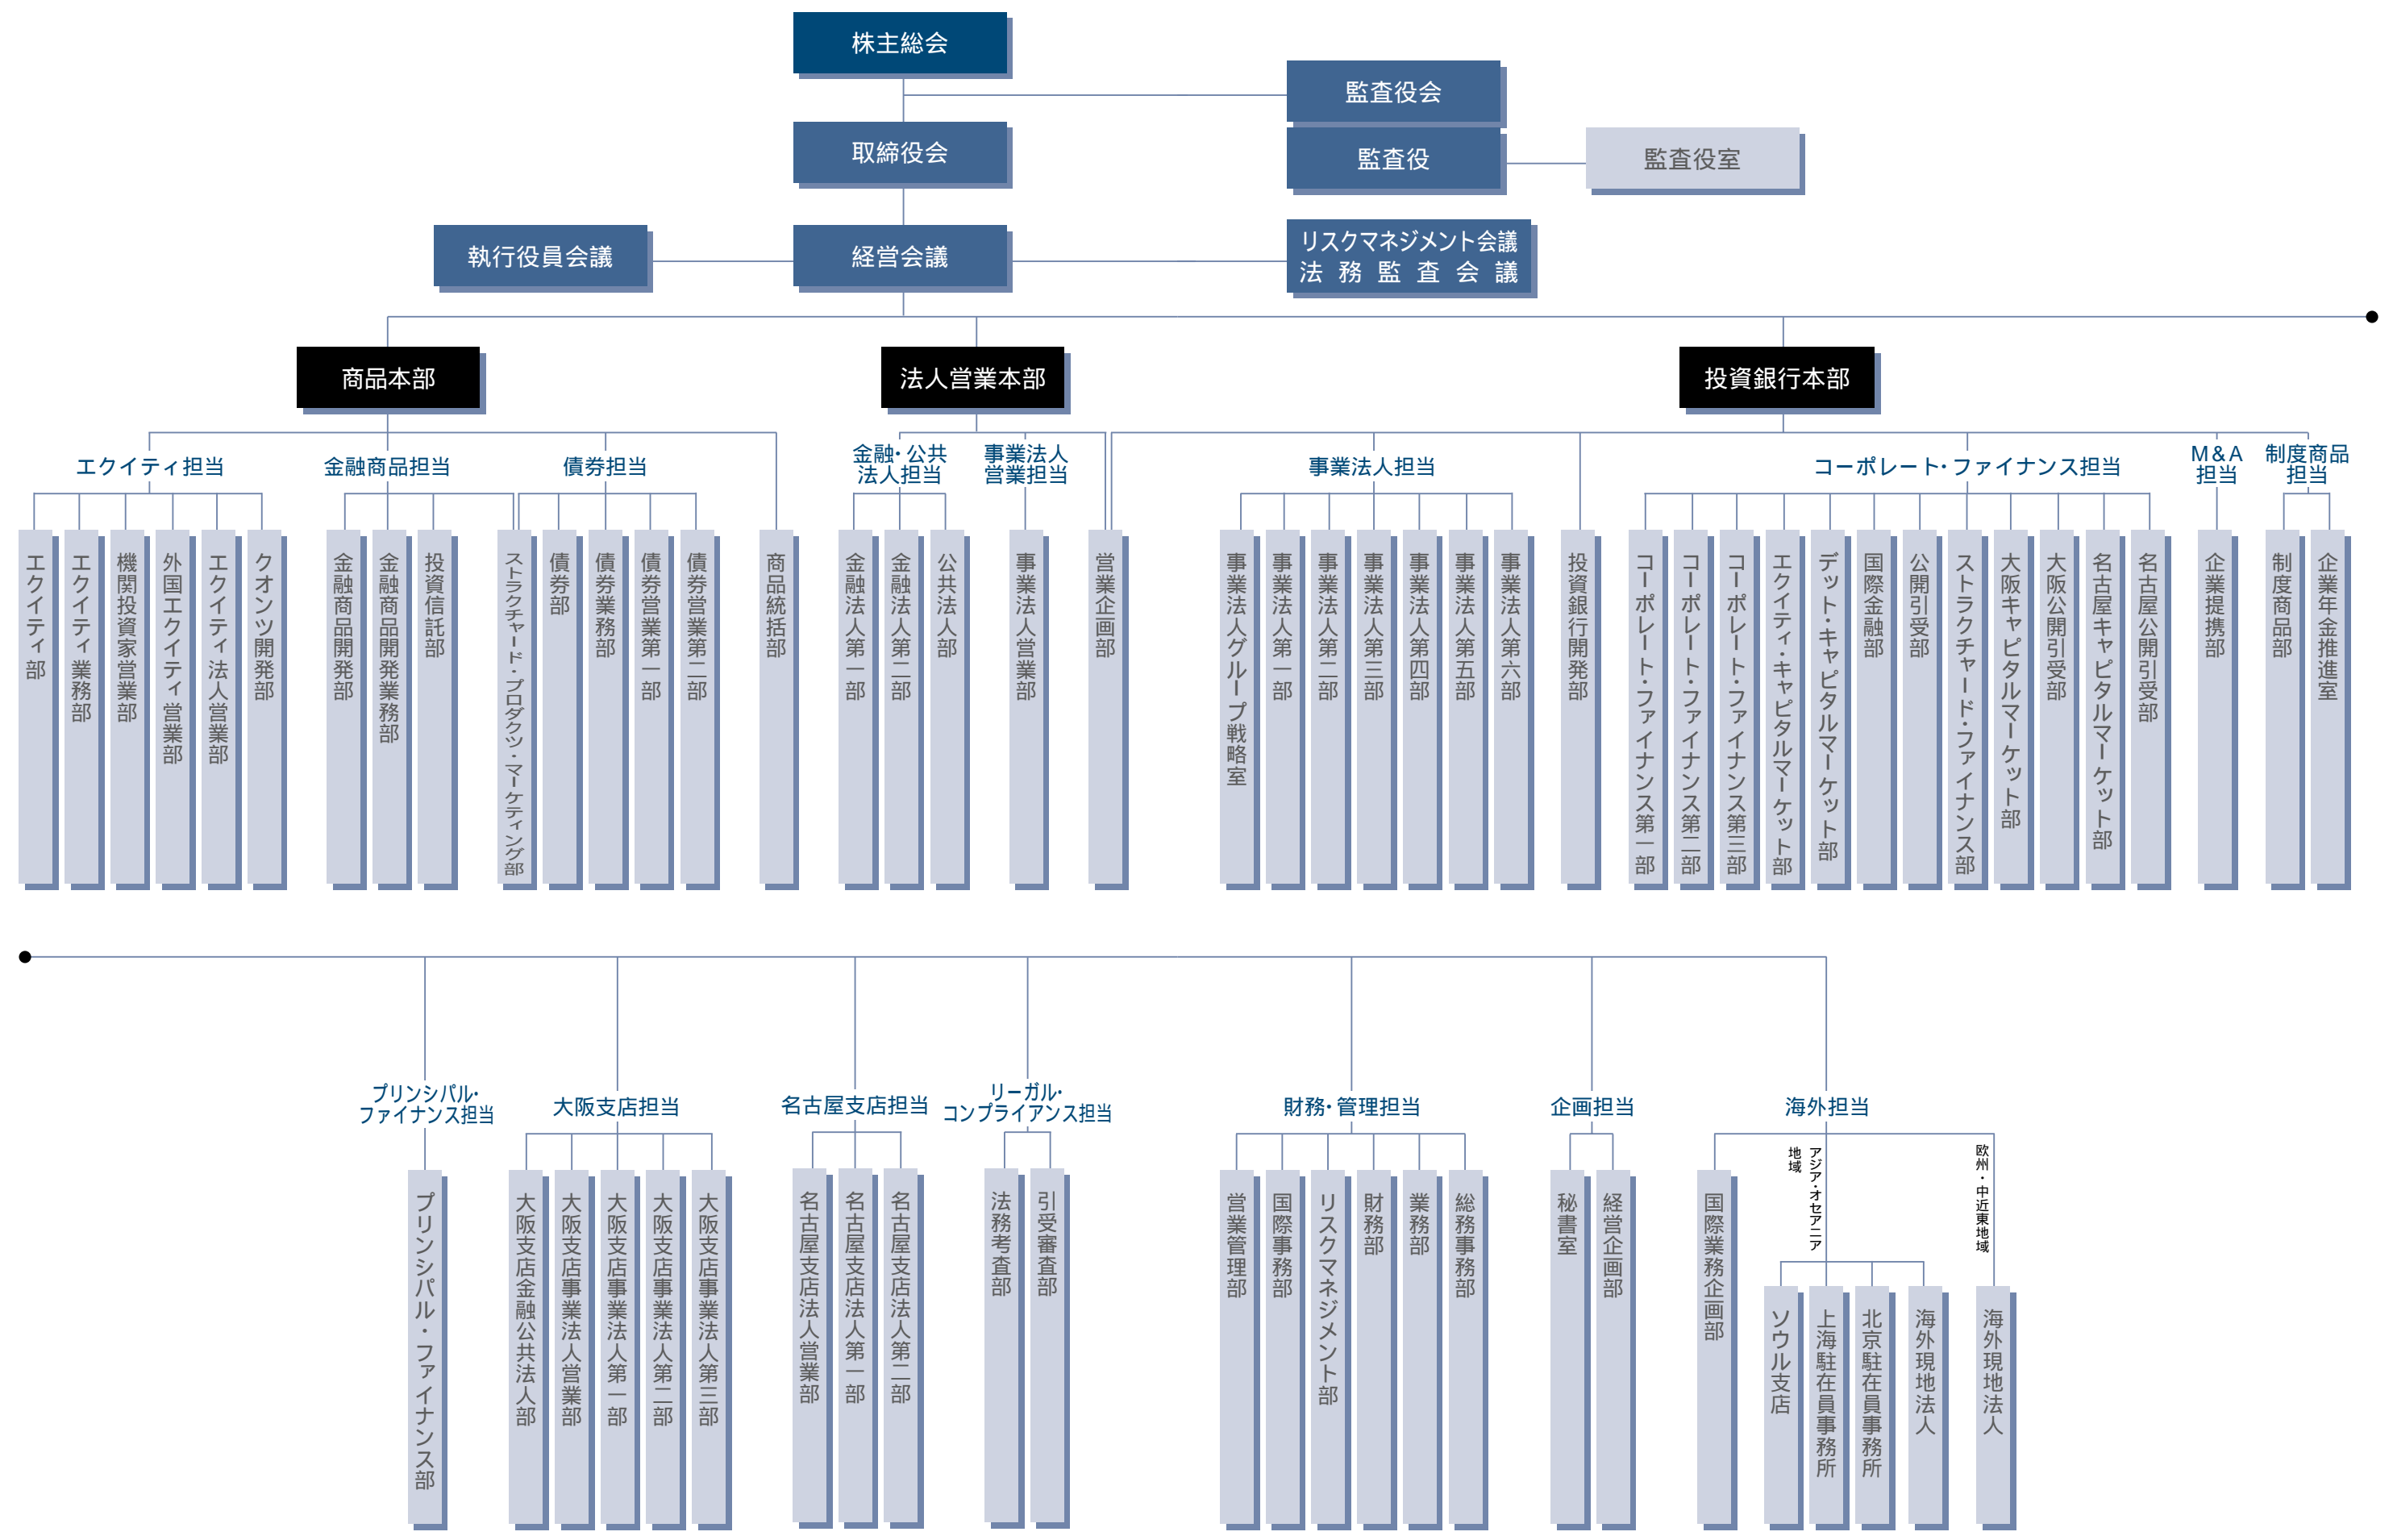 株主総会
監査役会
取締役会
監査役
監査役室
執行役員会議
経営会議
リスクマネジメント会議
法務監査会議
商品本部
法人営業本部
投資銀行本部
エクイティ担当
金融商品担当
債券担当
金融・公共
法人担当
事業法人
営業担当
事業法人担当
コーポレート・ファイナンス担当
M&A
担当
制度商品
担当
エクイティ部
エクイティ業務部
機関投資家営業部
外国エクイティ営業部
エクイティ法人営業部
クオンツ開発部
金融商品開発部
金融商品開発業務部
投資信託部
ストラクチャード・プロダクツ・マーケティング部
債券部
債券業務部
債券営業第一部
債券営業第二部
商品統括部
金融法人第一部
金融法人第二部
公共法人部
事業法人営業部
営業企画部
事業法人グループ戦略室
事業法人第一部
事業法人第二部
事業法人第三部
事業法人第四部
事業法人第五部
事業法人第六部
投資銀行開発部
コーポレート・ファイナンス第一部
コーポレート・ファイナンス第二部
コーポレート・ファイナンス第三部
エクイティ・キャピタルマーケット部
デット・キャピタルマーケット部
国際金融部
公開引受部
ストラクチャード・ファイナンス部
大阪キャピタルマーケット部
大阪公開引受部
名古屋キャピタルマーケット部
名古屋公開引受部
企業提携部
制度商品部
企業年金推進室
プリンシパル・
ファイナンス担当
大阪支店担当
名古屋支店担当
リーガル・
コンプライアンス担当
財務・管理担当
企画担当
海外担当
アジア・オセアニア
地域
欧州・中近東地域
プリンシパル・ファイナンス部
大阪支店金融公共法人部
大阪支店事業法人営業部
大阪支店事業法人第一部
大阪支店事業法人第二部
大阪支店事業法人第三部
名古屋支店法人営業部
名古屋支店法人第一部
名古屋支店法人第二部
法務考査部
引受審査部
営業管理部
国際事務部
リスクマネジメント部
財務部
業務部
総務事務部
秘書室
経営企画部
国際業務企画部
ソウル支店
上海駐在員事務所
北京駐在員事務所
海外現地法人
海外現地法人